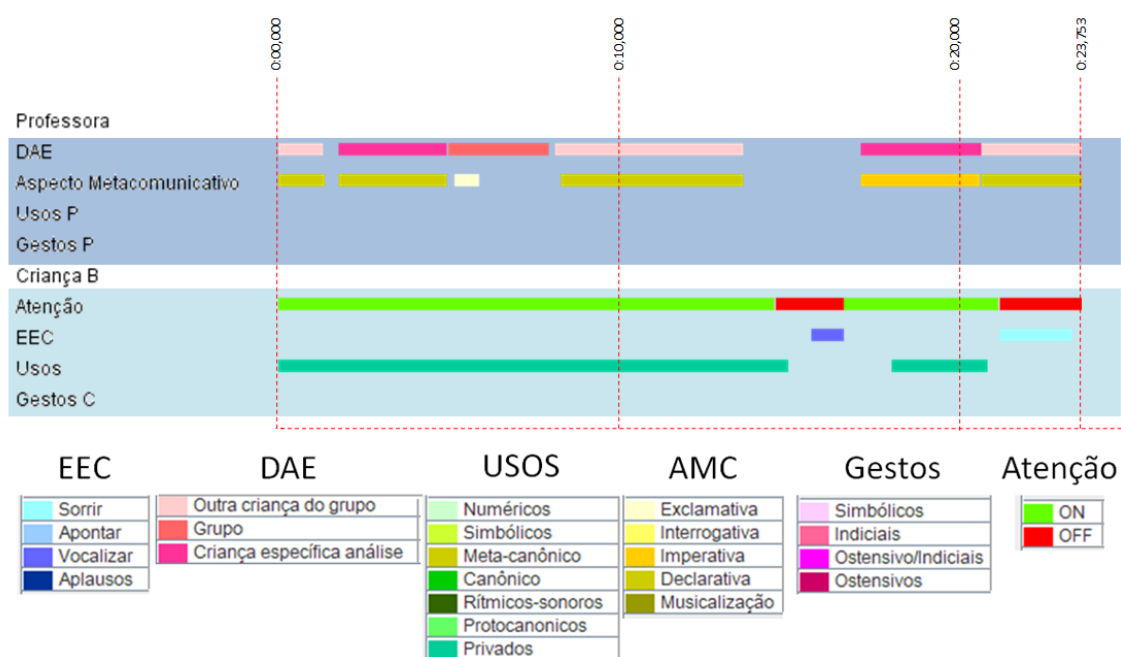 0:00,000
0:10,000
0:20,000
0:23,753
Professora
DAE
Aspecto Metacomunicativo
Usos P
Gestos P
Criança B
Atenção
EEC
Usos
Gestos C
EEC
Sorrir
Apontar
Vocalizar
Aplausos
DAE
Outra criança do grupo
Grupo
Criança específica análise
USOS
Numéricos
Simbólicos
Meta-canônico
Canônico
Rítmicos-sonoros
Protocanonicos
Privados
AMC
Exclamativa
Interrogativa
Imperativa
Declarativa
Musicalização
Gestos
Simbólicos
Indiciais
Ostensivo/Indiciais
Ostensivos
Atenção
ON
OFF